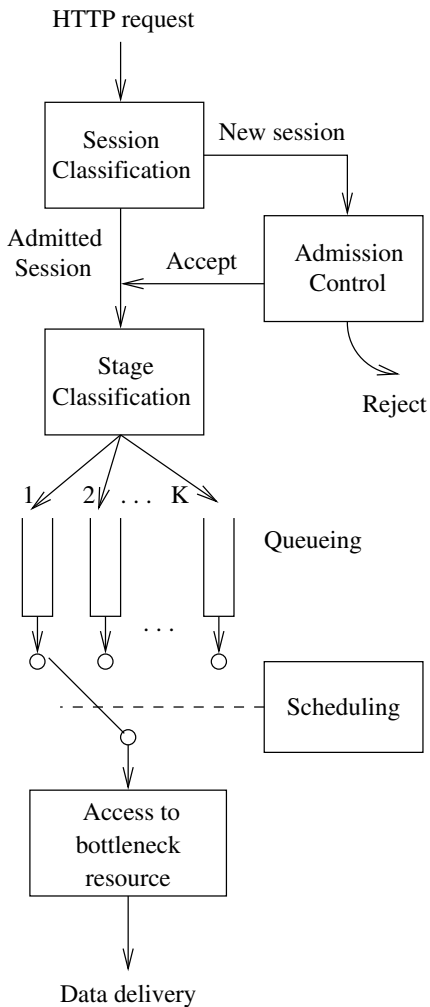 HTTP request
Session
Classification
New session
Admitted
Session
Accept
Admission
Control
Stage
Classification
Reject
1 2 . . . K
Queueing
. . .
Scheduling
Access to
bottleneck
resource
Data delivery